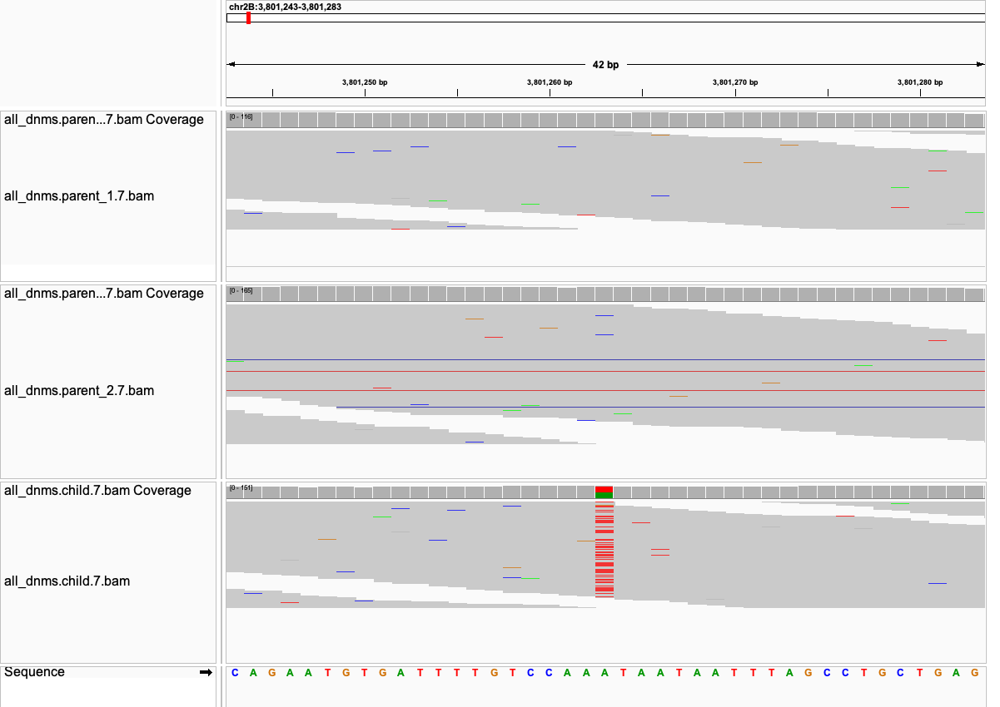 chr2B:3,801,243-3,801,283
42 bp
3,801,250 bp 3,801,260 bp 3,801,270 bp 3,801,280 bp
all_dnms.paren...7.bam Coverage
[0 - 116]
all_dnms.parent_1.7.bam
all_dnms.paren...7.bam Coverage
[0 - 165]
all_dnms.parent_2.7.bam
all_dnms.child.7.bam Coverage
[0 - 151]
all_dnms.child.7.bam
Sequence
C A G A A T G T G A T T T T G T C C A A A T A A T A A T T T A G C C T G C T G A G